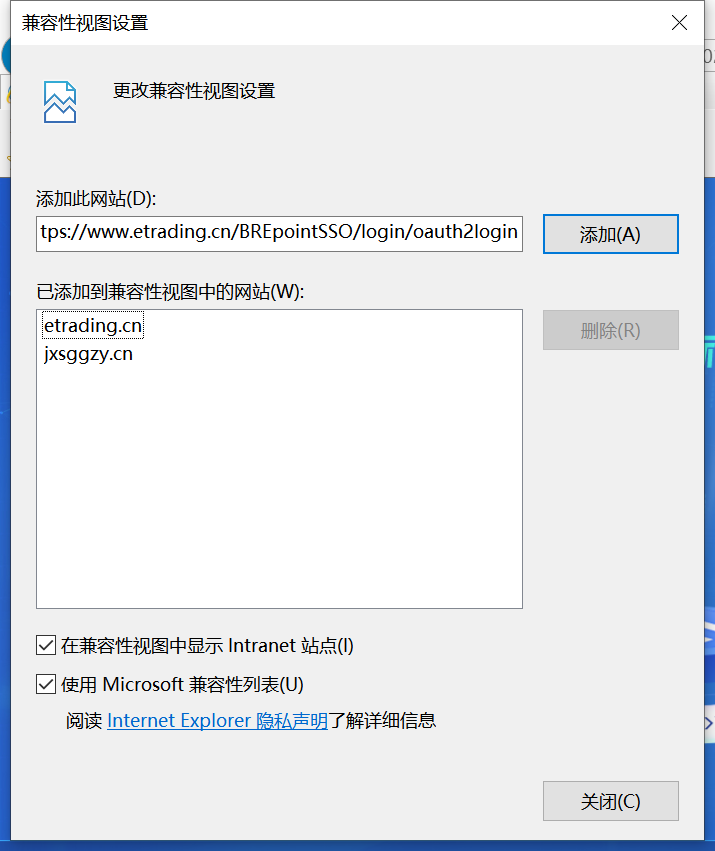 兼容性视图设置
更改兼容性视图设置
添加此网站(D):
tps://www.etrading.cn/BREpointSSO/login/oauth2login
添加(A)
已添加到兼容性视图中的网站(W):
etrading.cn
删除(R)
jxsggzy.cn
在兼容性视图中显示 Intranet 站点(I)
使用 Microsoft 兼容性列表(U)
阅读 Internet Explorer 隐私声明了解详细信息
关闭(C)